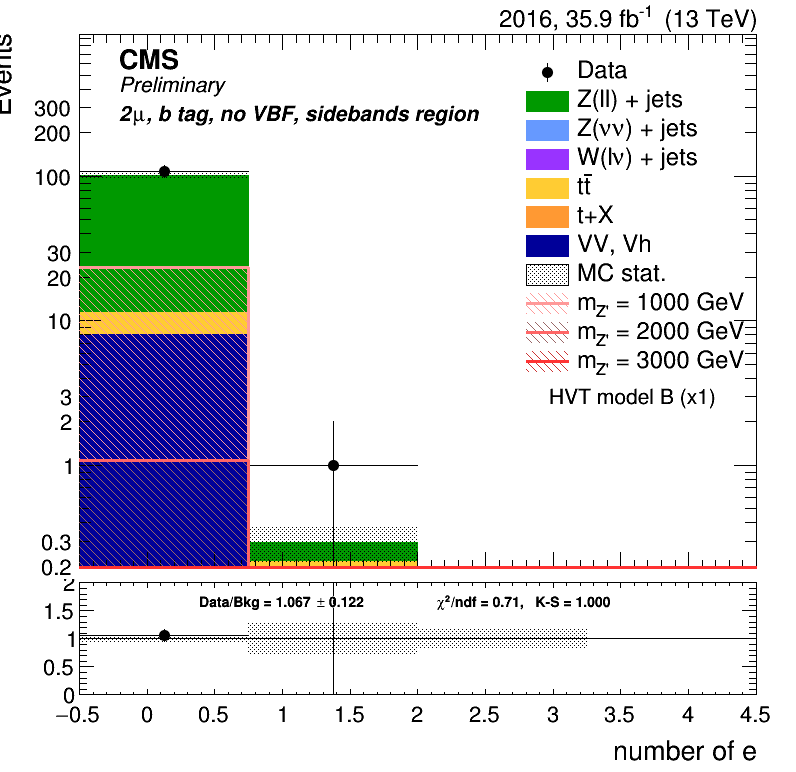 2016, 35.9 fb-1 (13 TeV)
Events
CMS
Preliminary
2μ, b tag, no VBF, sidebands region
Data
Z(ll) + jets
Z(νν) + jets
W(lν) + jets
tt̄
t+X
VV, Vh
MC stat.
mZ' = 1000 GeV
mZ' = 2000 GeV
mZ' = 3000 GeV
HVT model B (x1)
300
200
100
30
20
10
3
2
1
0.3
0.2
Data/Bkg = 1.067 ± 0.122
χ²/ndf = 0.71, K-S = 1.000
2
1.5
1
0.5
0
−0.5 0 0.5 1 1.5 2 2.5 3 3.5 4 4.5
number of e